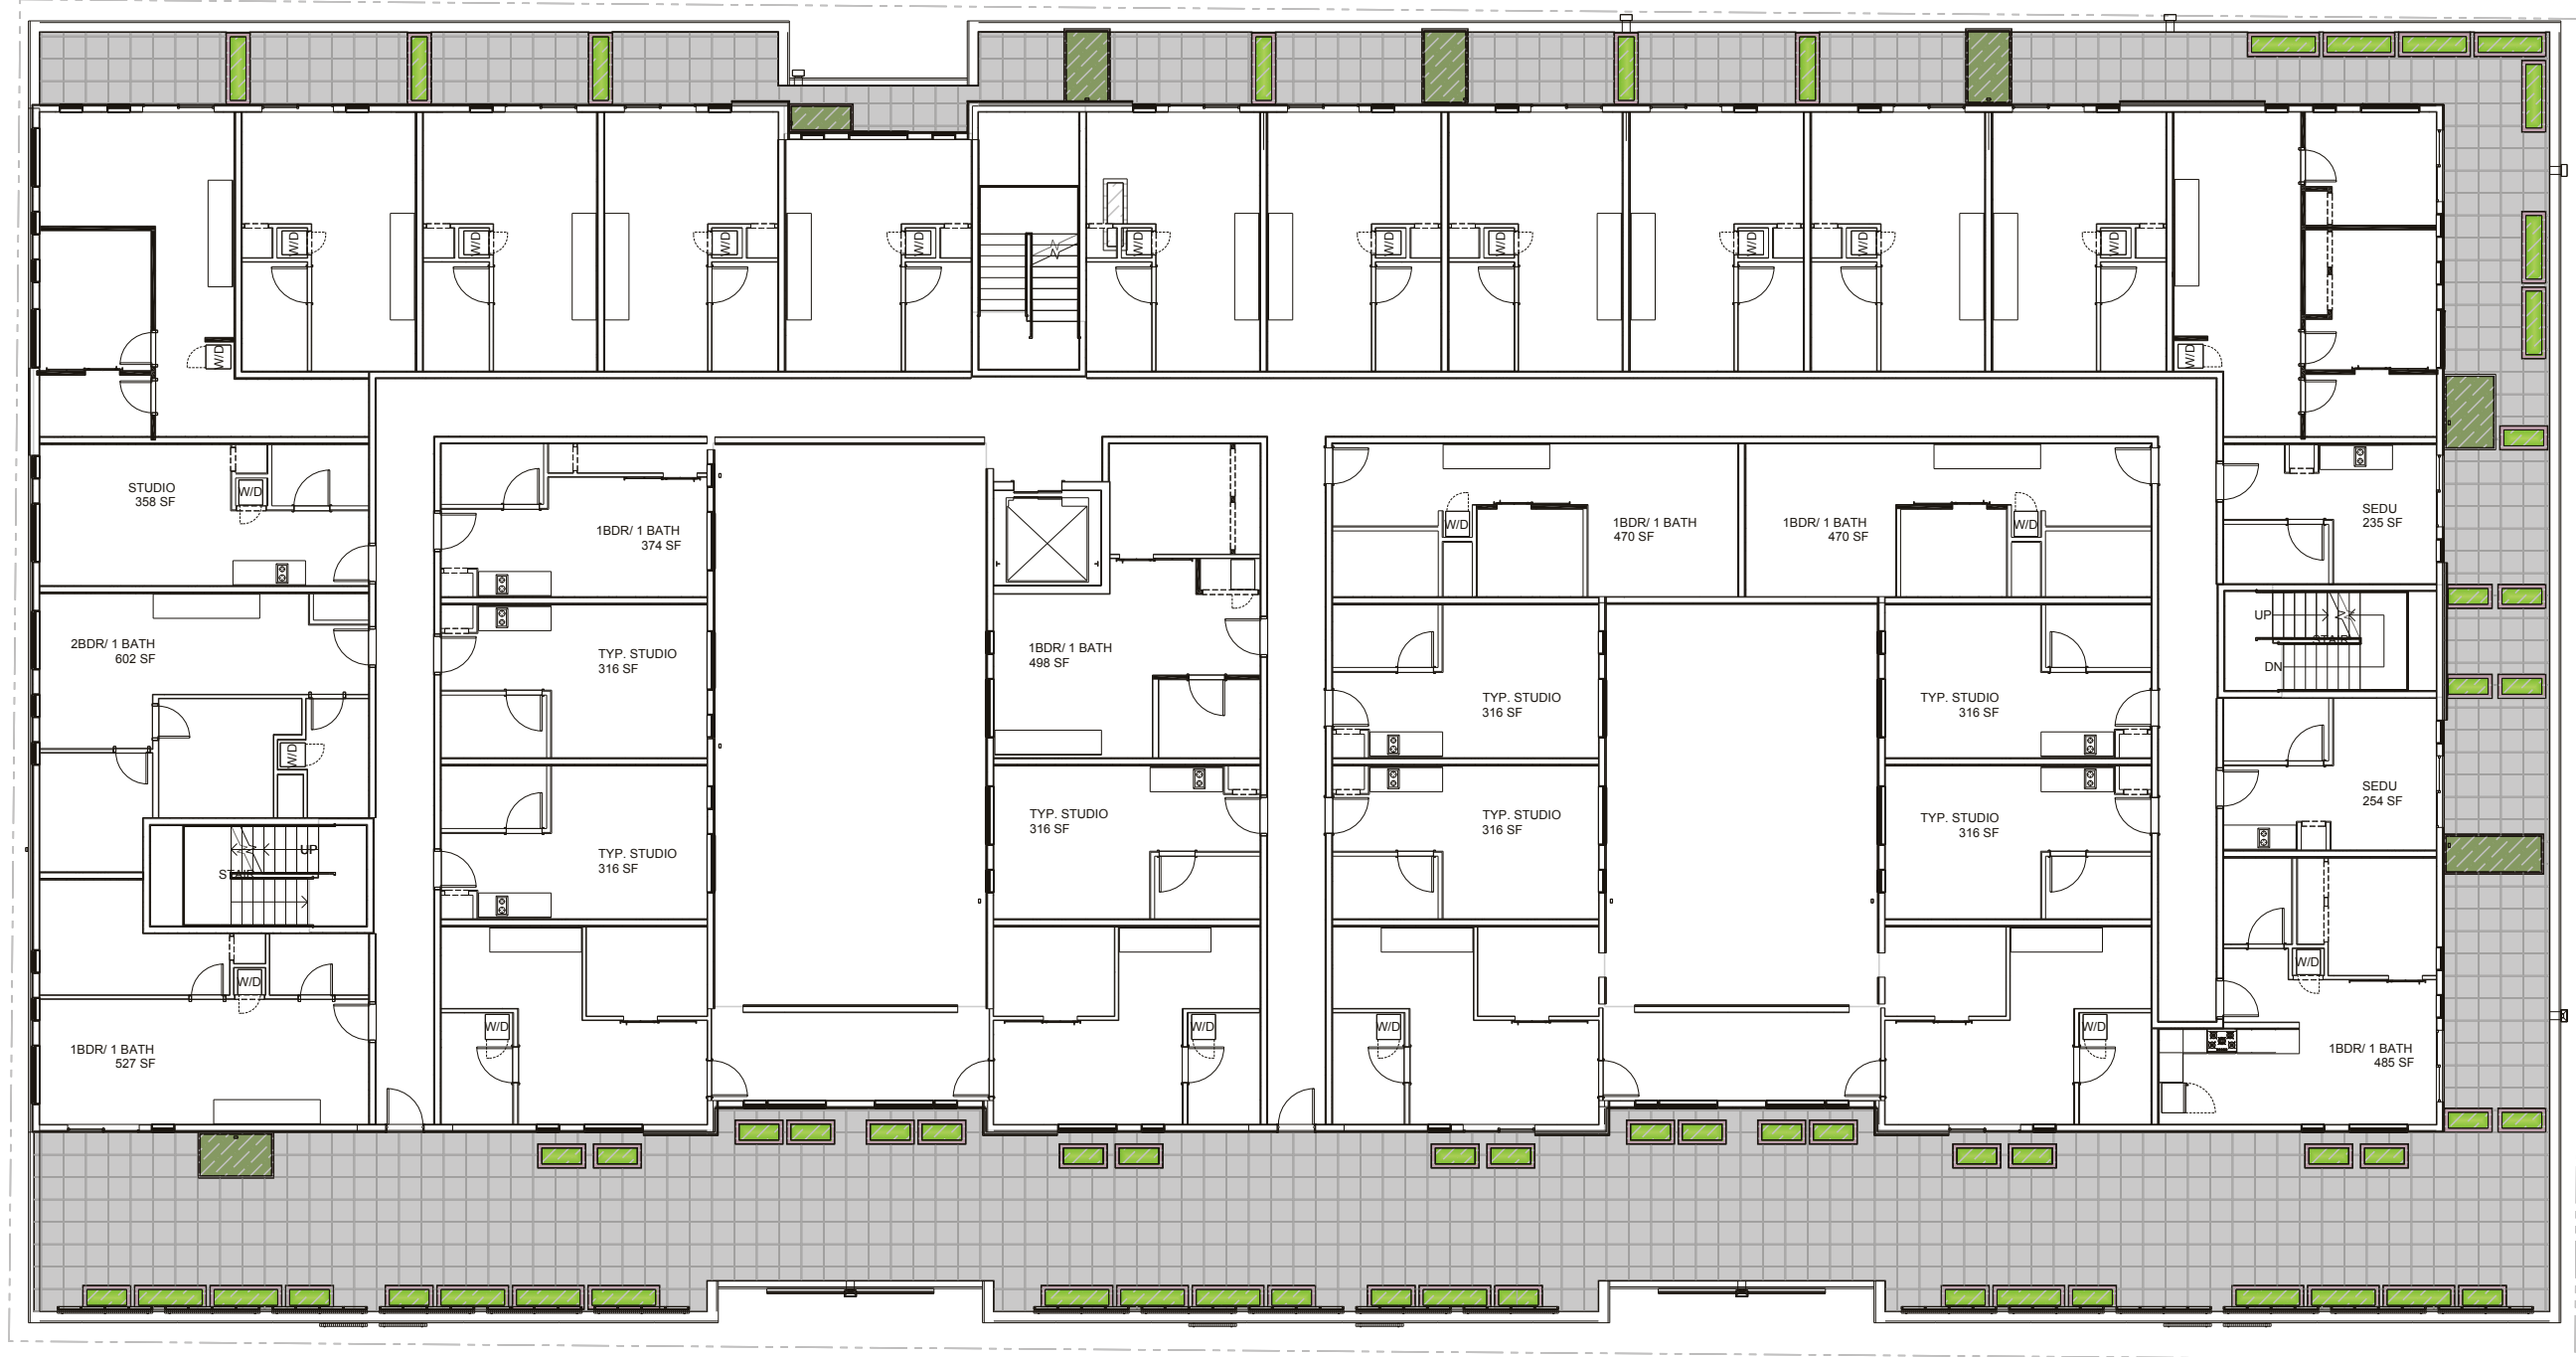 W/D
W/D
W/D
W/D
W/D
W/D
W/D
W/D
W/D
W/D
W/D
W/D
STUDIO
358 SF
W/D
1BDR/ 1 BATH
374 SF
W/D
1BDR/ 1 BATH
470 SF
1BDR/ 1 BATH
470 SF
W/D
SEDU
235 SF
2BDR/ 1 BATH
602 SF
TYP. STUDIO
316 SF
1BDR/ 1 BATH
498 SF
UP
STAIR
DN
TYP. STUDIO
316 SF
TYP. STUDIO
316 SF
W/D
SEDU
254 SF
TYP. STUDIO
316 SF
TYP. STUDIO
316 SF
TYP. STUDIO
316 SF
UP
STAIR
TYP. STUDIO
316 SF
W/D
W/D
W/D
W/D
W/D
W/D
1BDR/ 1 BATH
527 SF
1BDR/ 1 BATH
485 SF